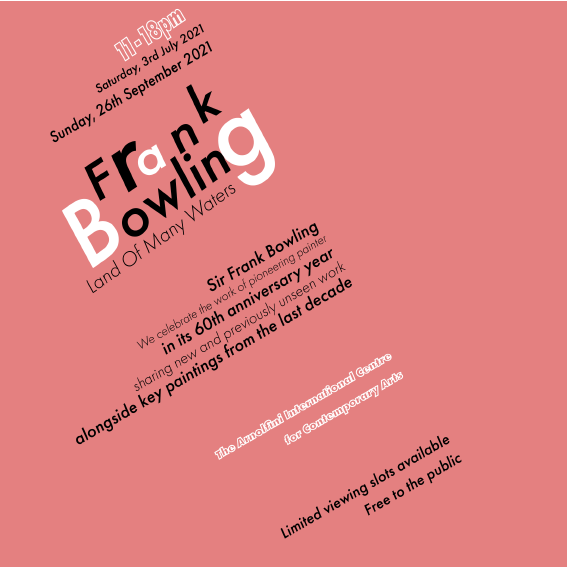 11-18pm
Saturday, 3rd July 2021
Sunday, 26th September 2021
Frank
Bowling
Land Of Many Waters
Sir Frank Bowling
We celebrate the work of pioneering painter
in its 60th anniversary year
sharing new and previously unseen work
alongside key paintings from the last decade
The Arnolfini International Centre
for Contemporary Arts
Limited viewing slots available
Free to the public